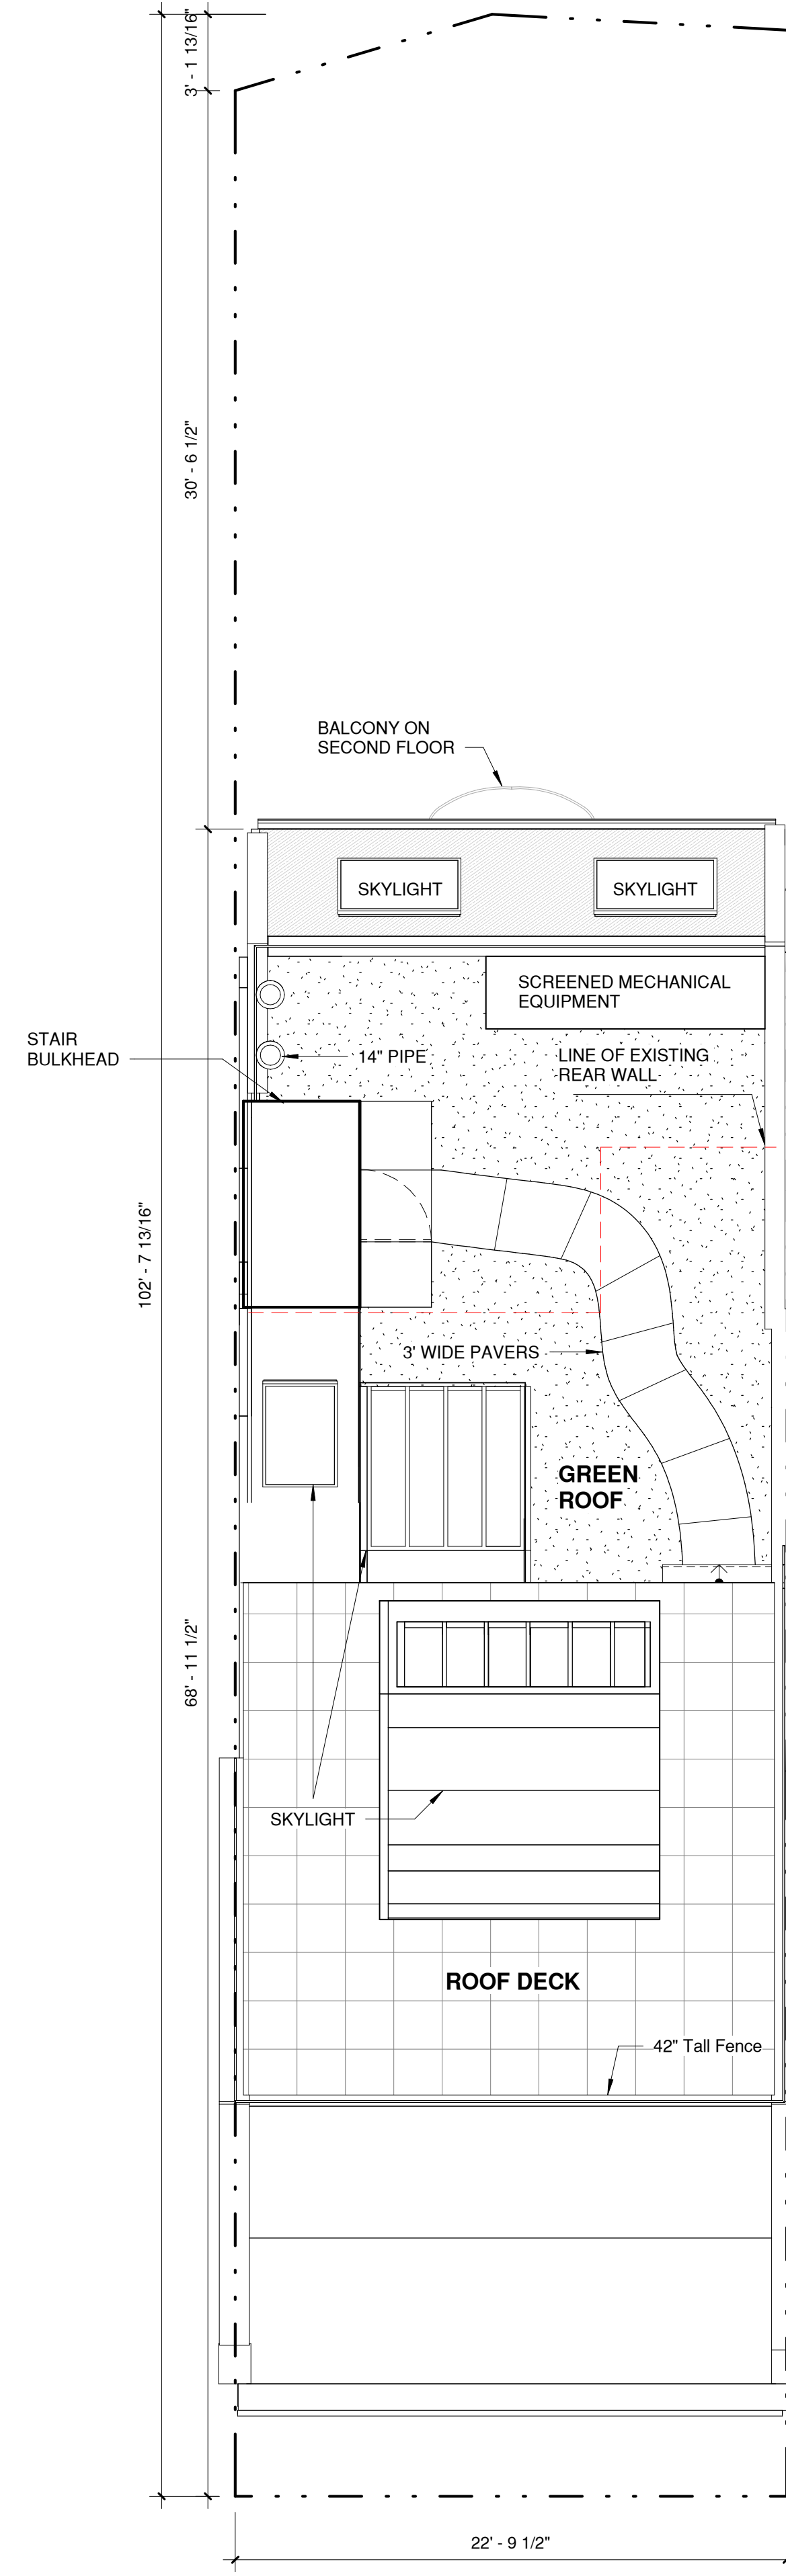 3' - 1 13/16"
30' - 6 1/2"
BALCONY ON
SECOND FLOOR
SKYLIGHT
SKYLIGHT
SCREENED MECHANICAL
EQUIPMENT
STAIR
BULKHEAD
14" PIPE
LINE OF EXISTING
REAR WALL
102' - 7 13/16"
3' WIDE PAVERS
GREEN
ROOF
68' - 11 1/2"
SKYLIGHT
ROOF DECK
42" Tall Fence
22' - 9 1/2"